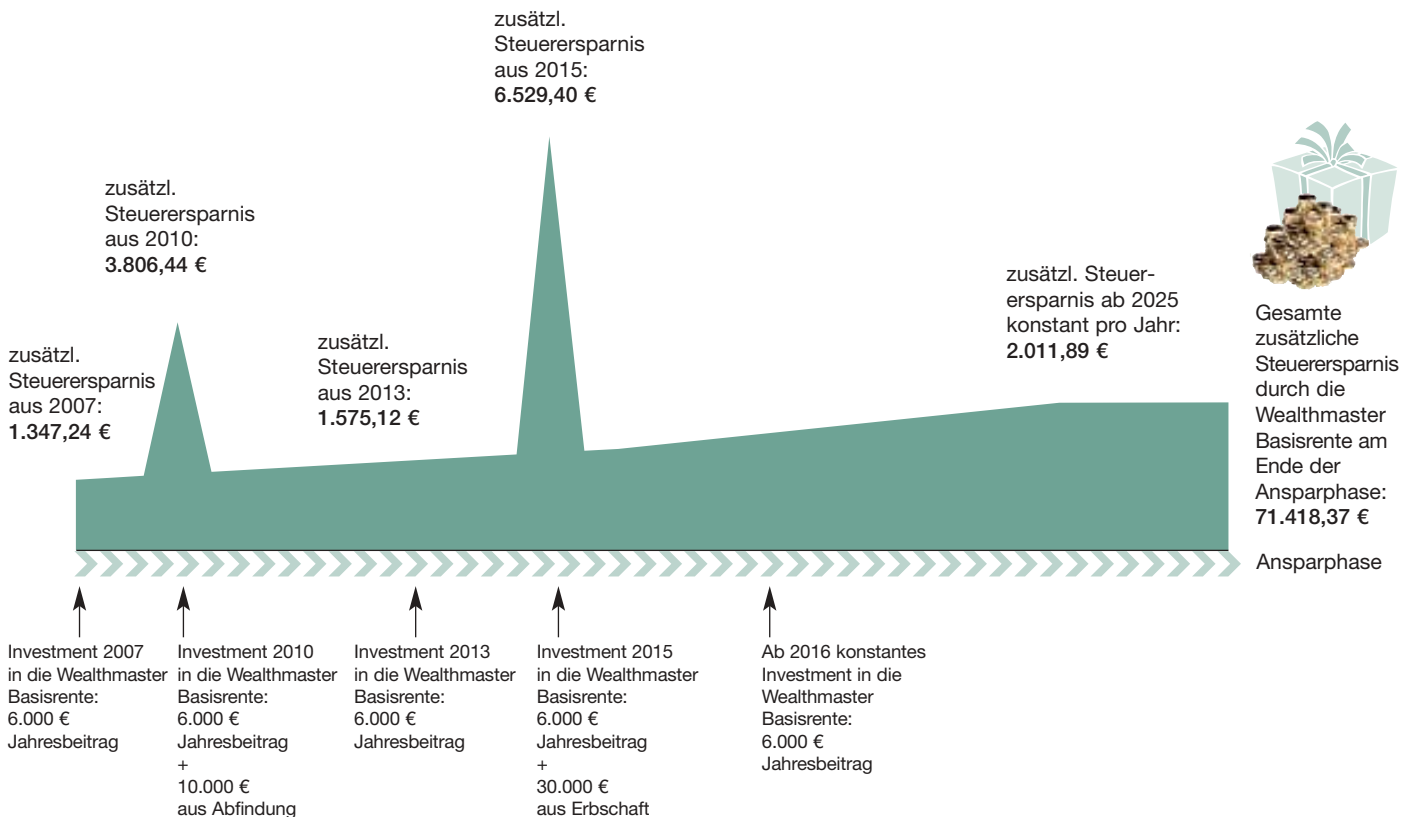 zusätzl.
Steuerersparnis
aus 2015:
6.529,40 €
zusätzl.
Steuerersparnis
aus 2010:
3.806,44 €
zusätzl. Steuer-
ersparnis ab 2025
konstant pro Jahr:
2.011,89 €
zusätzl.
Steuerersparnis
aus 2013:
1.575,12 €
zusätzl.
Steuerersparnis
aus 2007:
1.347,24 €
Gesamte
zusätzliche
Steuerersparnis
durch die
Wealthmaster
Basisrente am
Ende der
Ansparphase:
71.418,37 €
Ansparphase
Investment 2007
in die Wealthmaster
Basisrente:
6.000 €
Jahresbeitrag
Investment 2010
in die Wealthmaster
Basisrente:
6.000 €
Jahresbeitrag
+
10.000 €
aus Abfindung
Investment 2013
in die Wealthmaster
Basisrente:
6.000 €
Jahresbeitrag
Investment 2015
in die Wealthmaster
Basisrente:
6.000 €
Jahresbeitrag
+
30.000 €
aus Erbschaft
Ab 2016 konstantes
Investment in die
Wealthmaster
Basisrente:
6.000 €
Jahresbeitrag